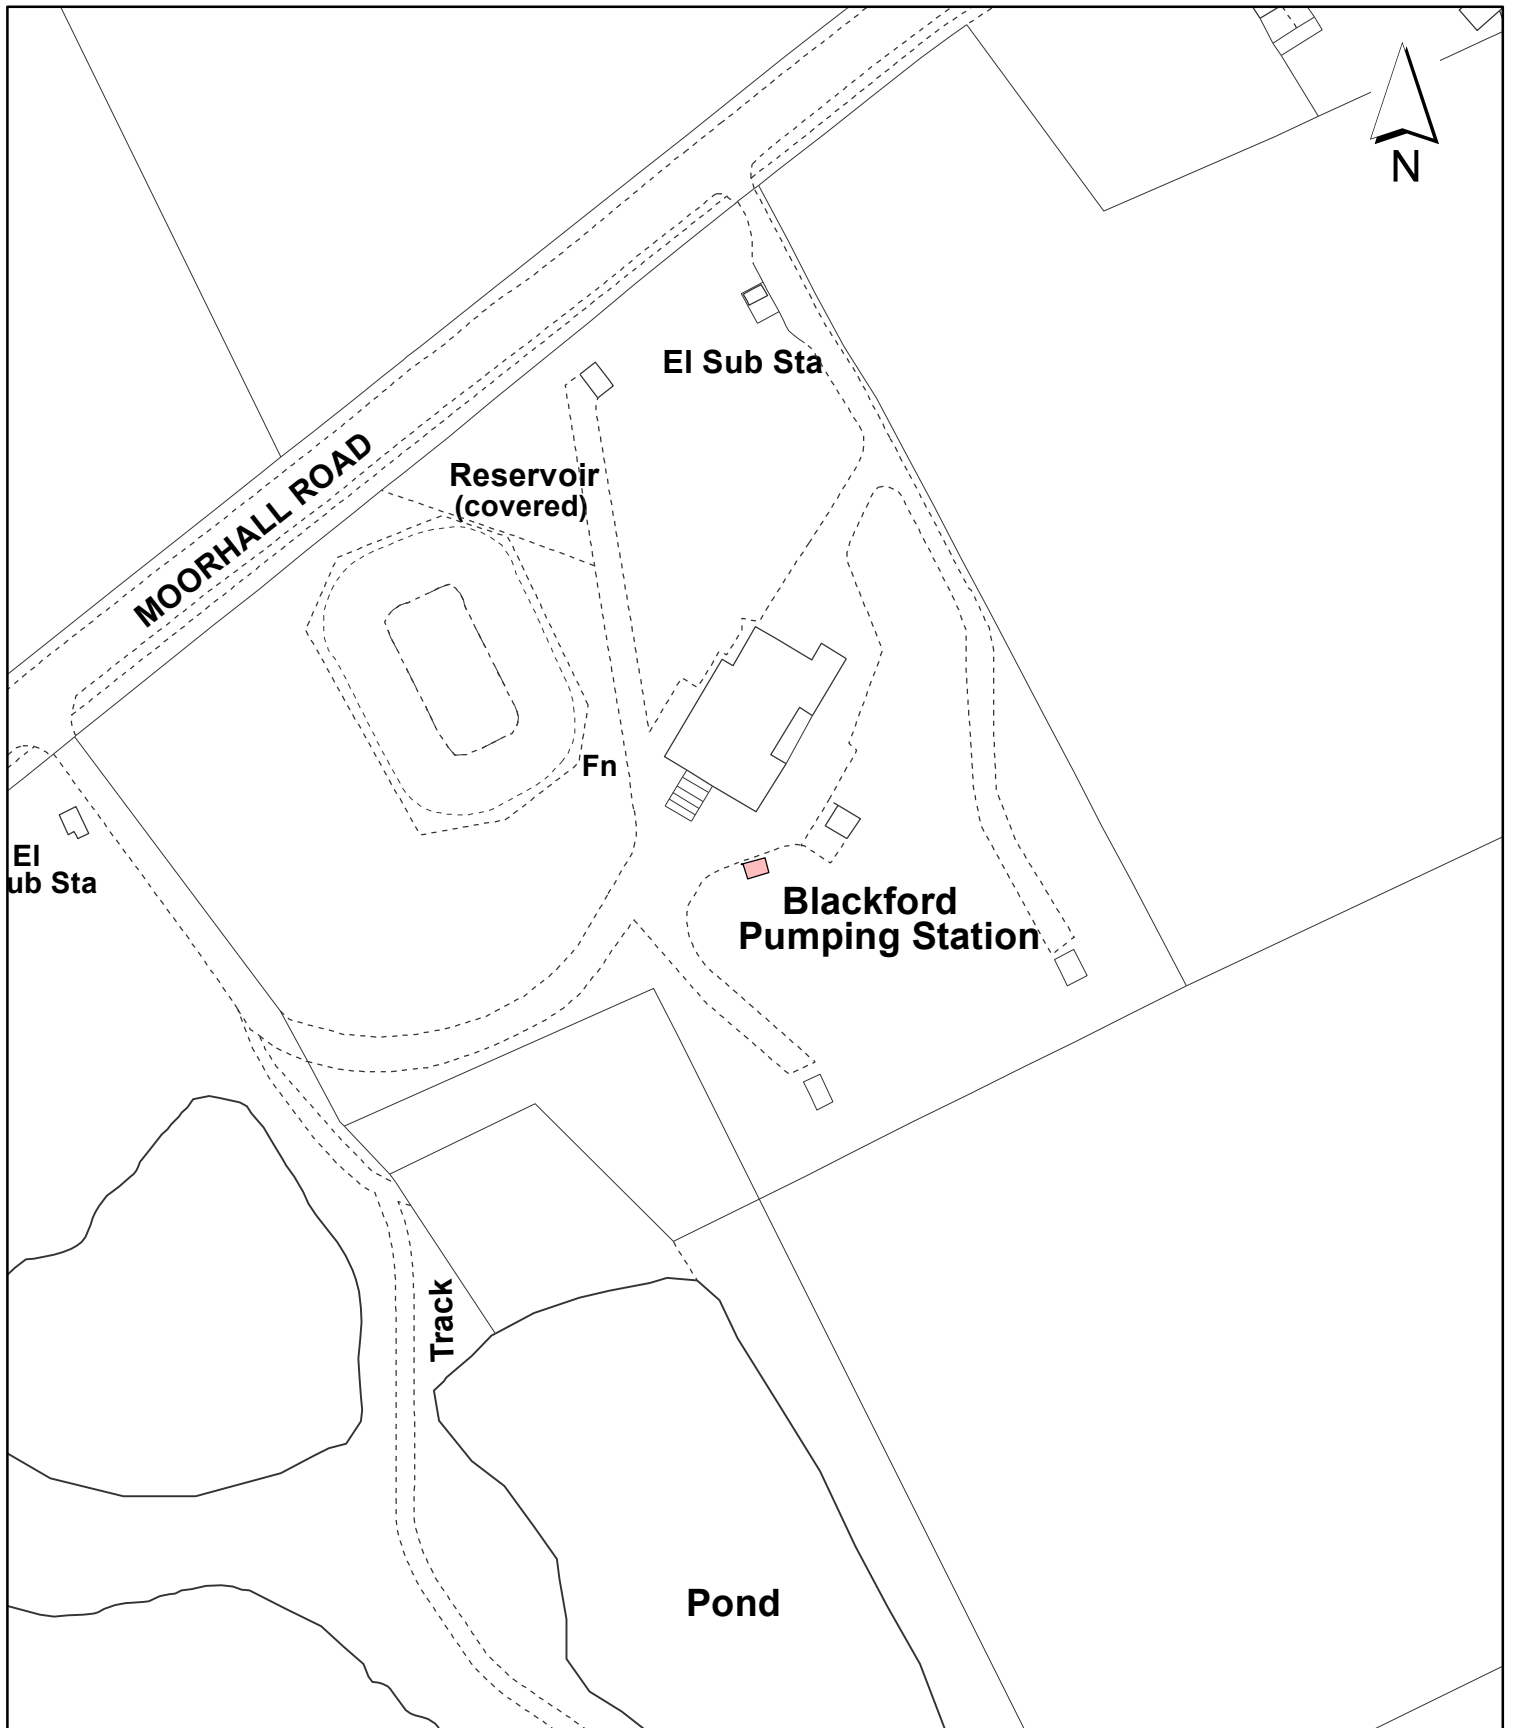 N
El Sub Sta
MOORHALL ROAD
Reservoir
(covered)
Fn
El
ub Sta
Blackford
Pumping Station
Track
Pond